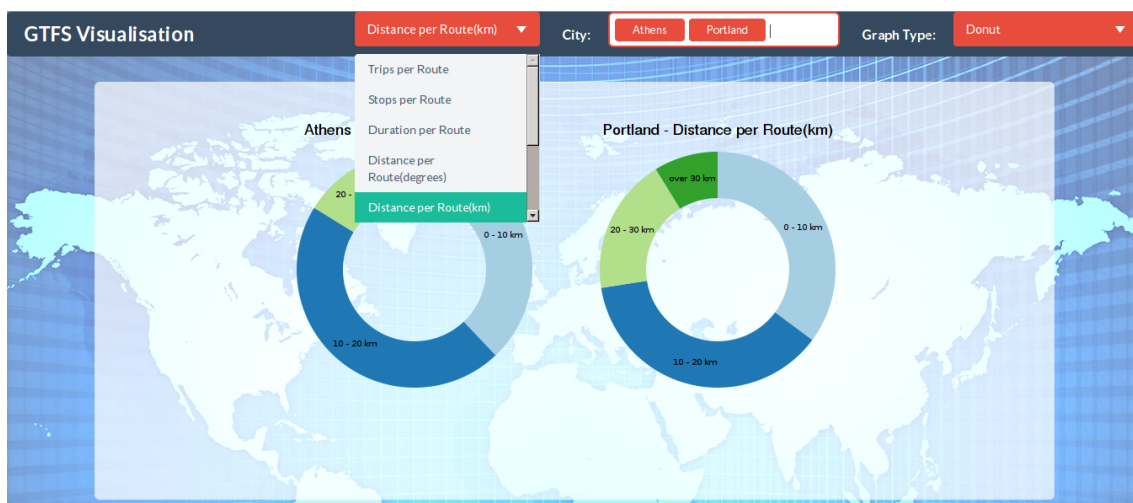 GTFS Visualisation
Distance per Route(km)
City:
Athens
Portland
Graph Type:
Donut
Trips per Route
Stops per Route
Duration per Route
Distance per
Route(degrees)
Distance per Route(km)
Athens
20 -
0 - 10 km
10 - 20 km
Portland - Distance per Route(km)
over 30 km
20 - 30 km
0 - 10 km
10 - 20 km